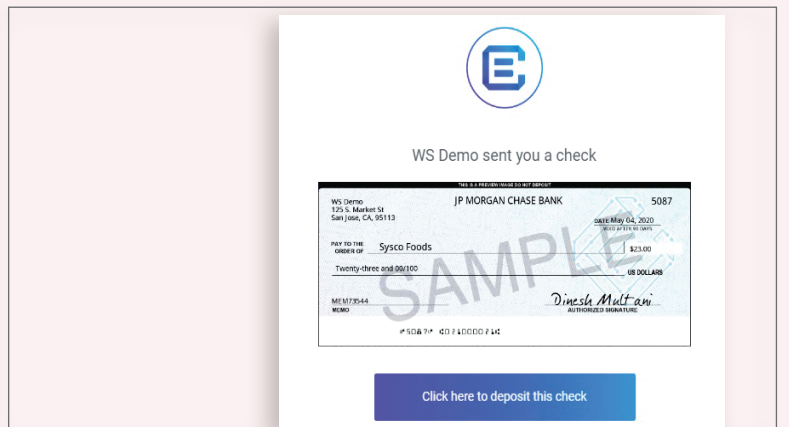 WS Demo sent you a check
THIS IS A PREVIEW IMAGE DO NOT DEPOSIT
WS Demo JP MORGAN CHASE BANK 5087
125 S. Market St
San Jose, CA, 95113
DATE May 04, 2020
VOID AFTER 90 DAYS
PAY TO THE
ORDER OF Sysco Foods $23.00
Twenty-three and 00/100 US DOLLARS
SAMPLE
MEM73544 Dinesh Multani
MEMO AUTHORIZED SIGNATURE
⑈5087⑈ ⑆021000021⑆
Click here to deposit this check